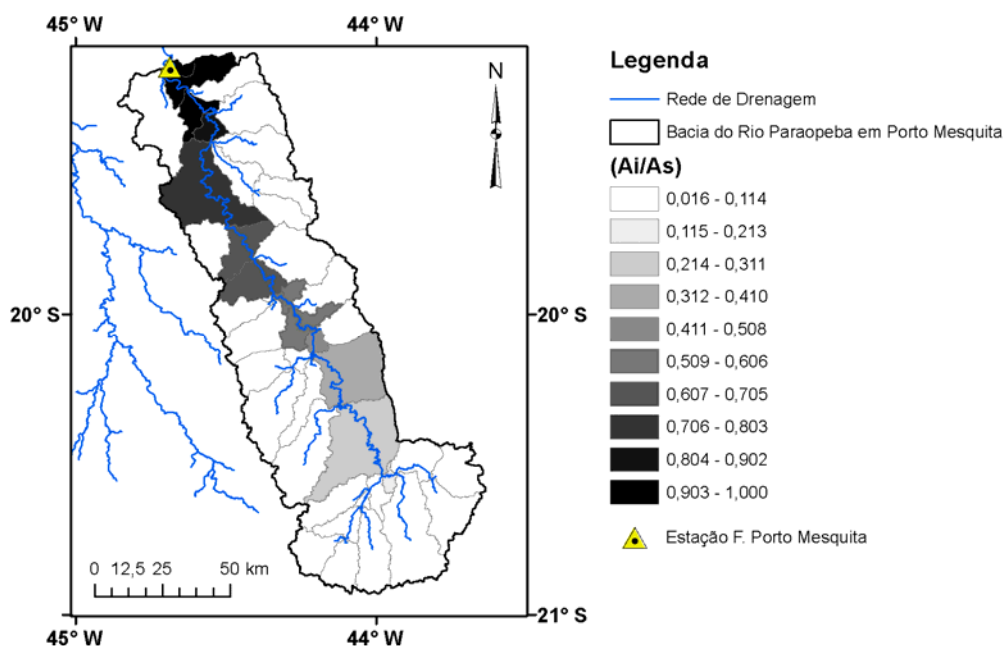 45° W
44° W
N
20° S
20° S
0 12,5 25 50 km
21° S
45° W
44° W
Legenda
Rede de Drenagem
Bacia do Rio Paraopeba em Porto Mesquita
(Ai/As)
0,016 - 0,114
0,115 - 0,213
0,214 - 0,311
0,312 - 0,410
0,411 - 0,508
0,509 - 0,606
0,607 - 0,705
0,706 - 0,803
0,804 - 0,902
0,903 - 1,000
Estação F. Porto Mesquita